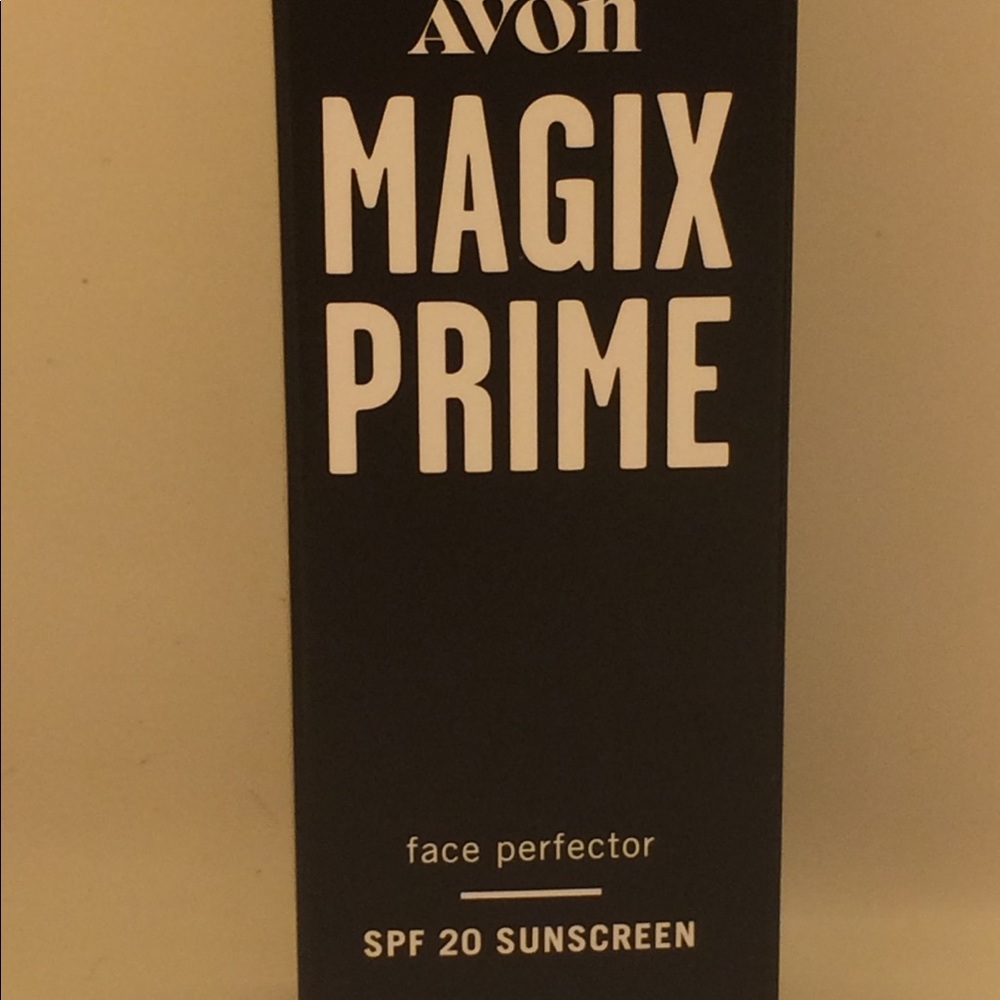 AVON
MAGIX
PRIME
face perfector
SPF 20 SUNSCREEN